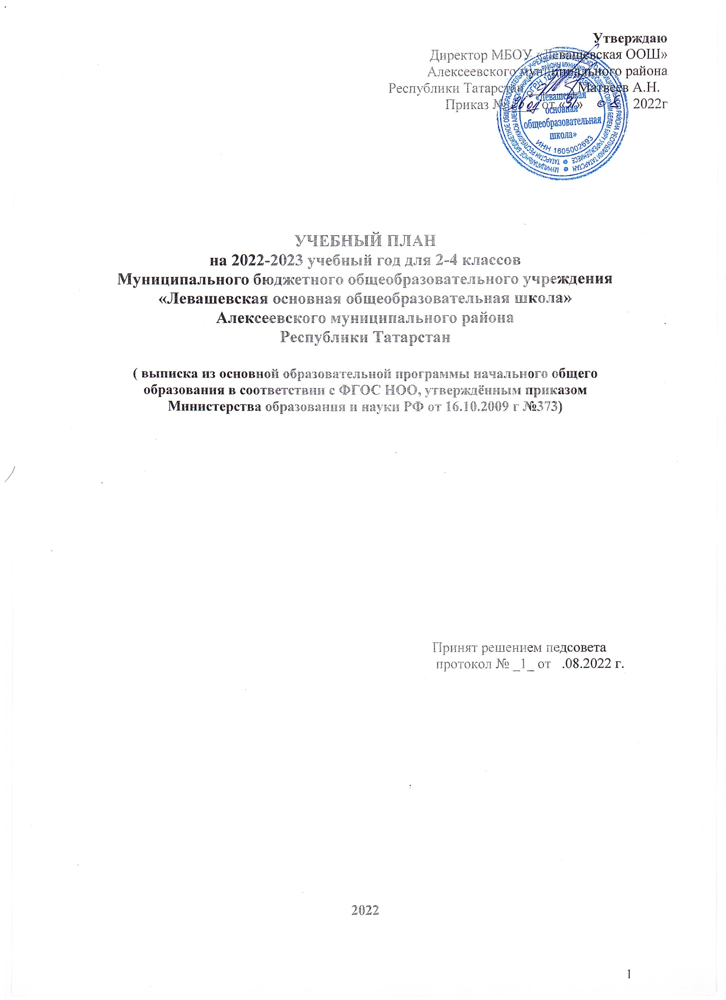 Утверждаю
Директор МБОУ «Левашевская ООШ»
Алексеевского муниципального района
Республики Татарстан Матвеев А.Н.
Приказ № от «31» 2022г
«Левашевская
основная
общеобразовательная
школа»
ИНН 1605002693
УЧЕБНЫЙ ПЛАН
на 2022-2023 учебный год для 2-4 классов
Муниципального бюджетного общеобразовательного учреждения
«Левашевская основная общеобразовательная школа»
Алексеевского муниципального района
Республики Татарстан
( выписка из основной образовательной программы начального общего
образования в соответствии с ФГОС НОО, утверждённым приказом
Министерства образования и науки РФ от 16.10.2009 г №373)
Принят решением педсовета
протокол № _1_ от .08.2022 г.
2022
1